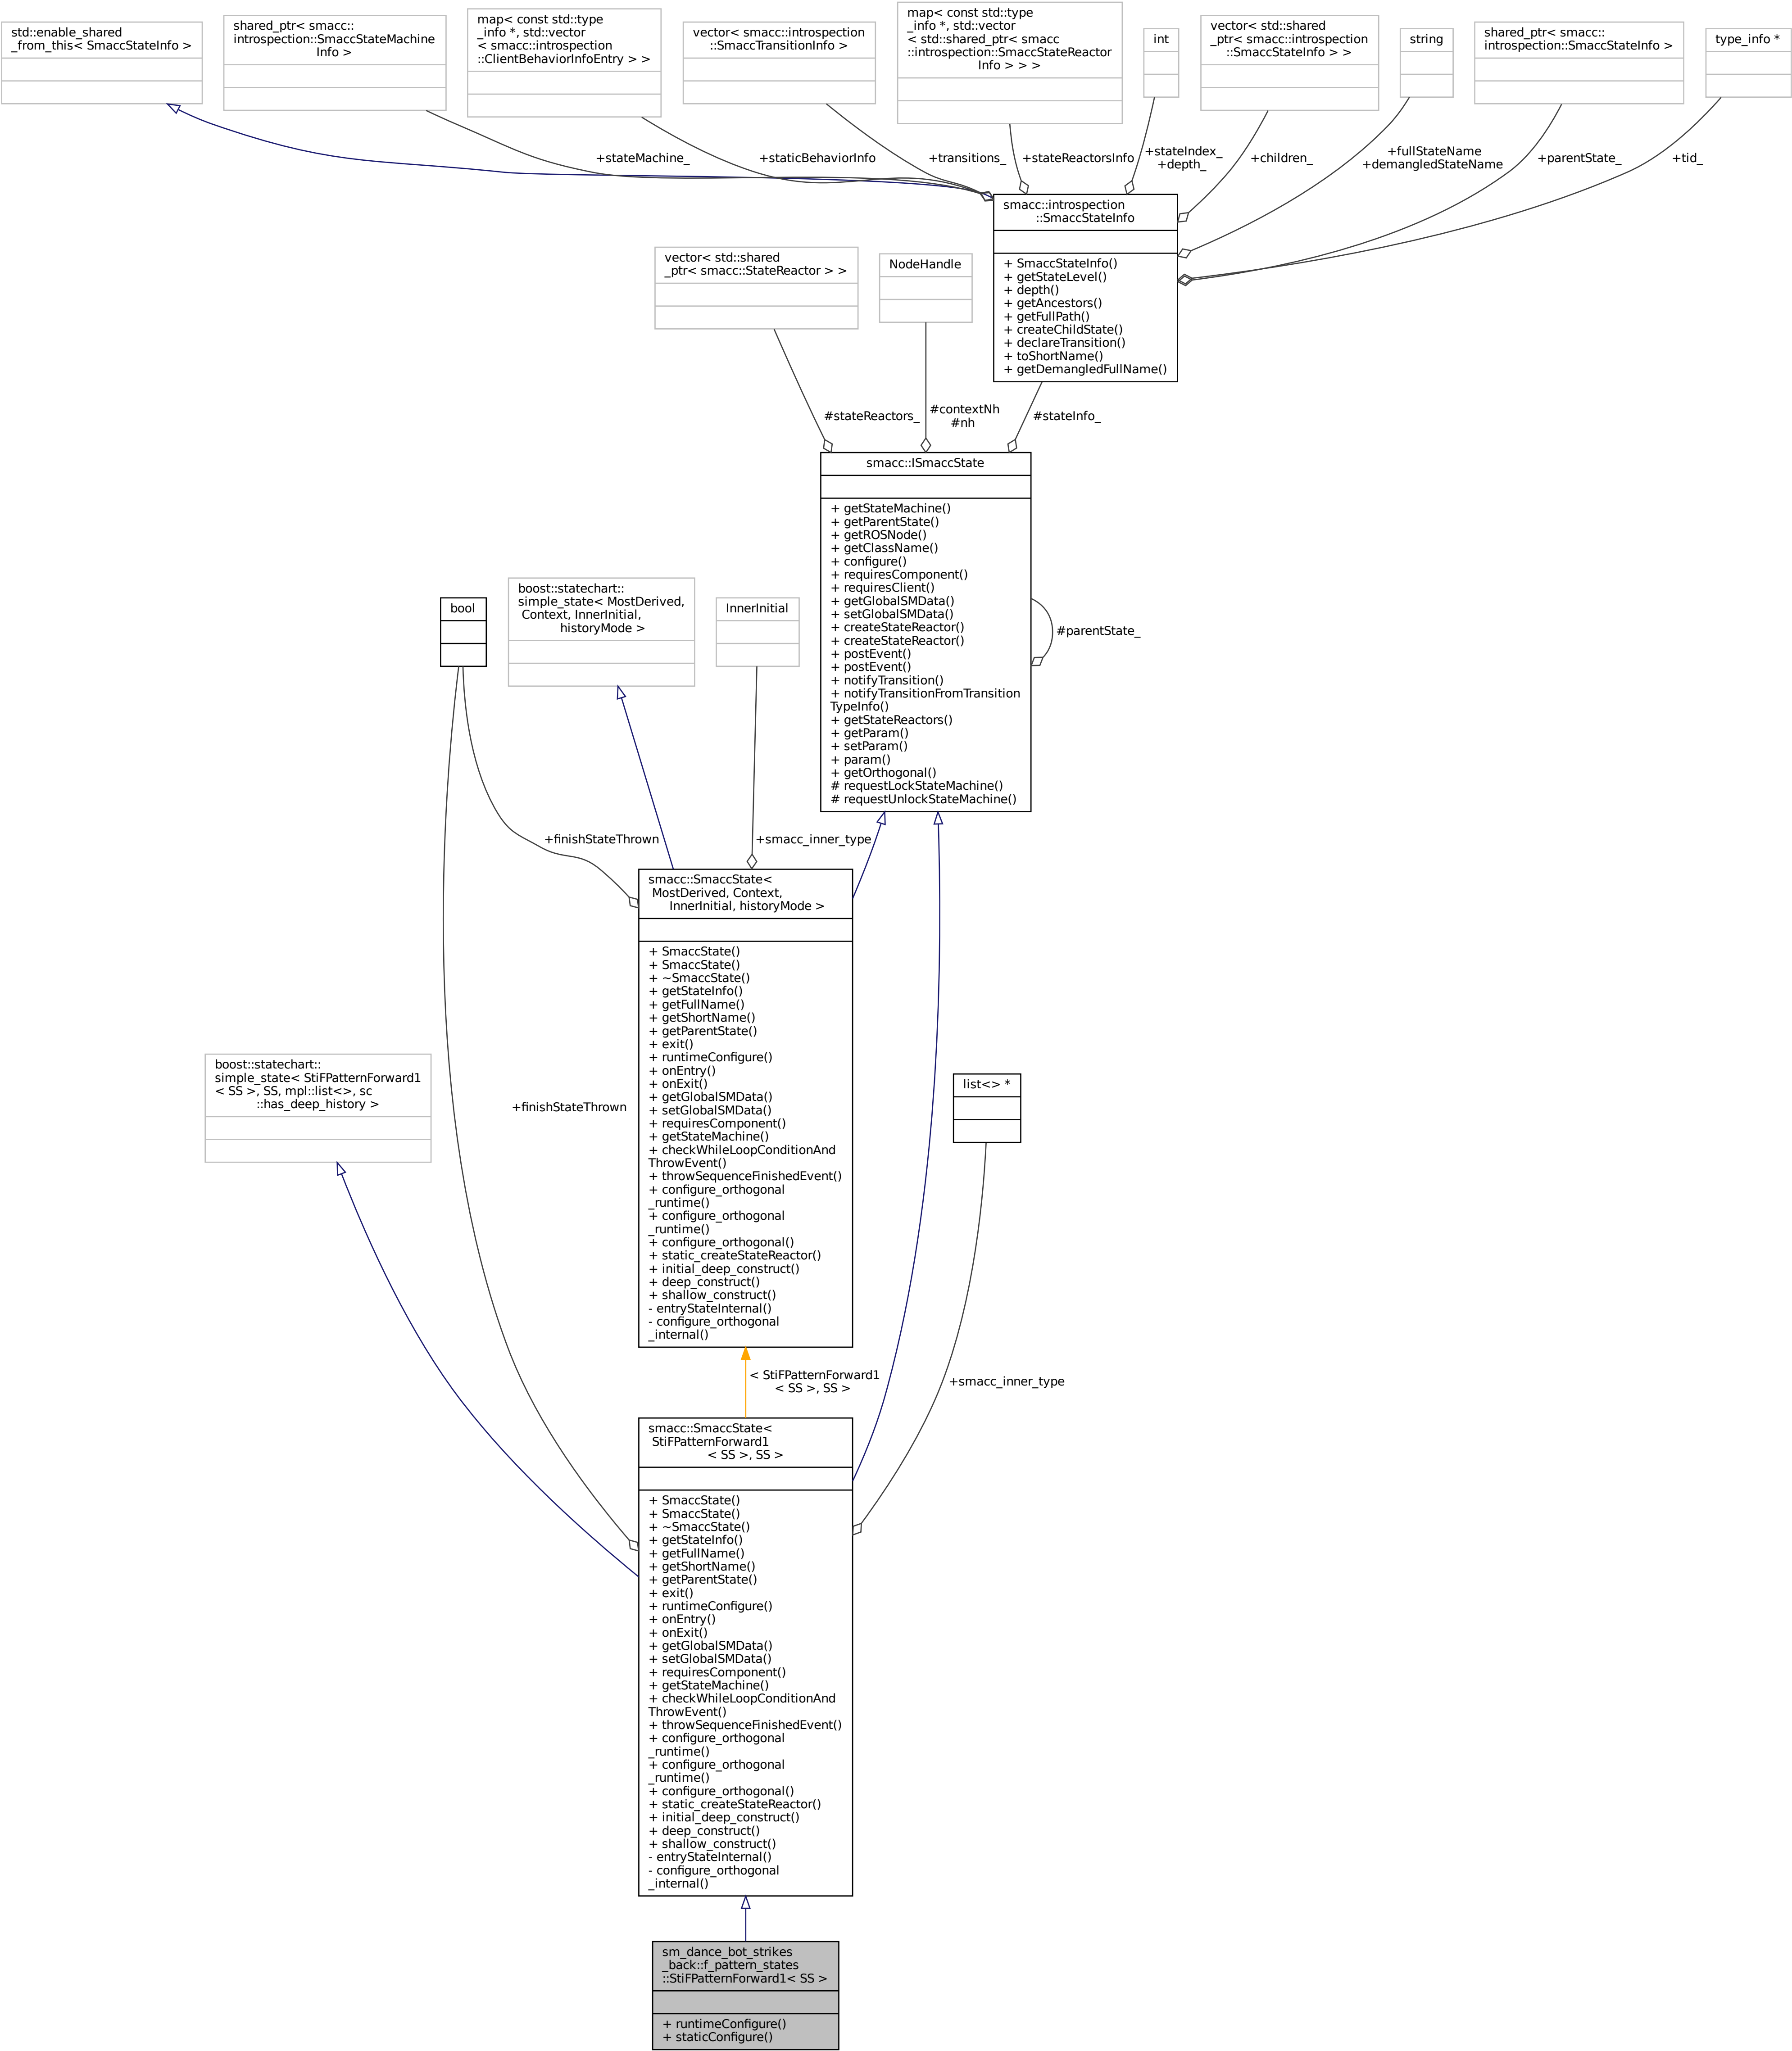 std::enable_shared
_from_this< SmaccStateInfo >
shared_ptr< smacc::
introspection::SmaccStateMachine
Info >
map< const std::type
_info *, std::vector
< smacc::introspection
::ClientBehaviorInfoEntry > >
vector< smacc::introspection
::SmaccTransitionInfo >
map< const std::type
_info *, std::vector
< std::shared_ptr< smacc
::introspection::SmaccStateReactor
Info > > >
int
vector< std::shared
_ptr< smacc::introspection
::SmaccStateInfo > >
string
shared_ptr< smacc::
introspection::SmaccStateInfo >
type_info *
+stateMachine_
+staticBehaviorInfo
+transitions_
+stateReactorsInfo
+stateIndex_
+depth_
+children_
+fullStateName
+demangledStateName
+parentState_
+tid_
smacc::introspection
::SmaccStateInfo
+ SmaccStateInfo()
+ getStateLevel()
+ depth()
+ getAncestors()
+ getFullPath()
+ createChildState()
+ declareTransition()
+ toShortName()
+ getDemangledFullName()
vector< std::shared
_ptr< smacc::StateReactor > >
NodeHandle
#stateReactors_
#contextNh
#nh
#stateInfo_
smacc::ISmaccState
+ getStateMachine()
+ getParentState()
+ getROSNode()
+ getClassName()
+ configure()
+ requiresComponent()
+ requiresClient()
+ getGlobalSMData()
+ setGlobalSMData()
+ createStateReactor()
+ createStateReactor()
+ postEvent()
+ postEvent()
+ notifyTransition()
+ notifyTransitionFromTransition
TypeInfo()
+ getStateReactors()
+ getParam()
+ setParam()
+ param()
+ getOrthogonal()
# requestLockStateMachine()
# requestUnlockStateMachine()
#parentState_
bool
boost::statechart::
simple_state< MostDerived,
Context, InnerInitial,
historyMode >
InnerInitial
+finishStateThrown
+smacc_inner_type
smacc::SmaccState<
MostDerived, Context,
InnerInitial, historyMode >
+ SmaccState()
+ SmaccState()
+ ~SmaccState()
+ getStateInfo()
+ getFullName()
+ getShortName()
+ getParentState()
+ exit()
+ runtimeConfigure()
+ onEntry()
+ onExit()
+ getGlobalSMData()
+ setGlobalSMData()
+ requiresComponent()
+ getStateMachine()
+ checkWhileLoopConditionAnd
ThrowEvent()
+ throwSequenceFinishedEvent()
+ configure_orthogonal
_runtime()
+ configure_orthogonal
_runtime()
+ configure_orthogonal()
+ static_createStateReactor()
+ initial_deep_construct()
+ deep_construct()
+ shallow_construct()
- entryStateInternal()
- configure_orthogonal
_internal()
boost::statechart::
simple_state< StiFPatternForward1
< SS >, SS, mpl::list<>, sc
::has_deep_history >
+finishStateThrown
list<> *
< StiFPatternForward1
< SS >, SS >
+smacc_inner_type
smacc::SmaccState<
StiFPatternForward1
< SS >, SS >
+ SmaccState()
+ SmaccState()
+ ~SmaccState()
+ getStateInfo()
+ getFullName()
+ getShortName()
+ getParentState()
+ exit()
+ runtimeConfigure()
+ onEntry()
+ onExit()
+ getGlobalSMData()
+ setGlobalSMData()
+ requiresComponent()
+ getStateMachine()
+ checkWhileLoopConditionAnd
ThrowEvent()
+ throwSequenceFinishedEvent()
+ configure_orthogonal
_runtime()
+ configure_orthogonal
_runtime()
+ configure_orthogonal()
+ static_createStateReactor()
+ initial_deep_construct()
+ deep_construct()
+ shallow_construct()
- entryStateInternal()
- configure_orthogonal
_internal()
sm_dance_bot_strikes
_back::f_pattern_states
::StiFPatternForward1< SS >
+ runtimeConfigure()
+ staticConfigure()